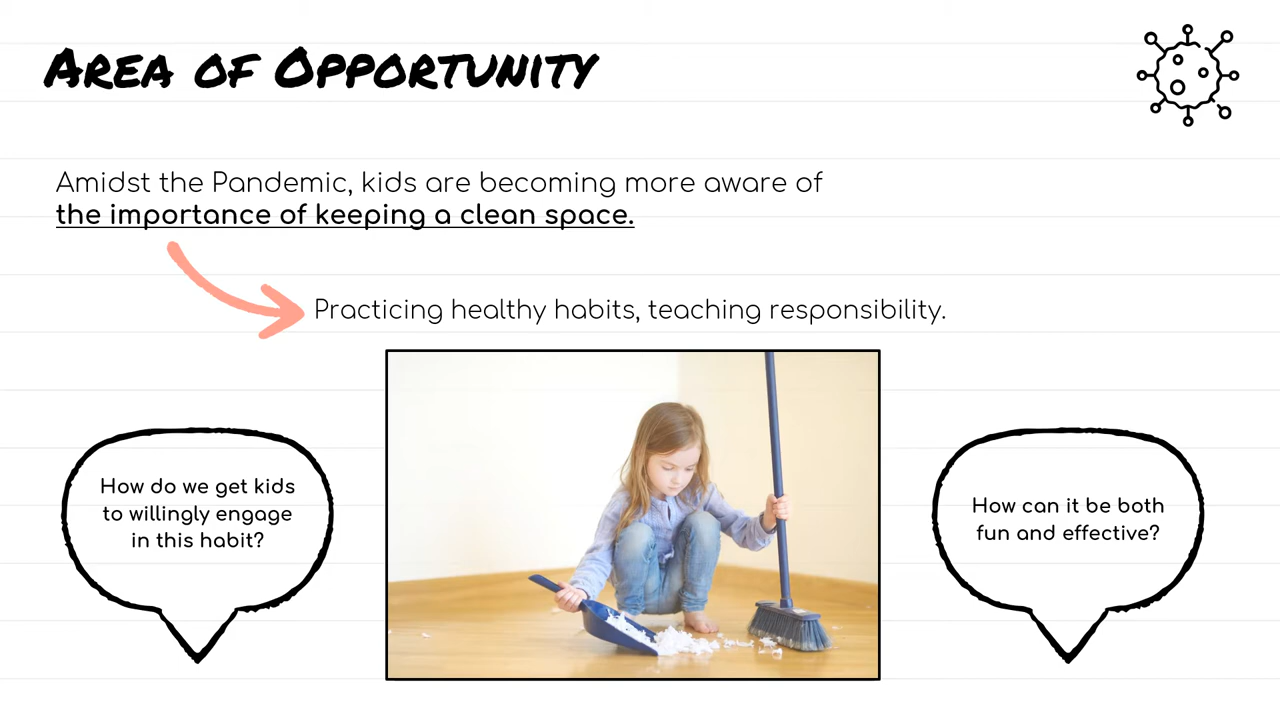 Area of Opportunity
Amidst the Pandemic, kids are becoming more aware of
the importance of keeping a clean space.
Practicing healthy habits, teaching responsibility.
How do we get kids
to willingly engage
in this habit?
How can it be both
fun and effective?